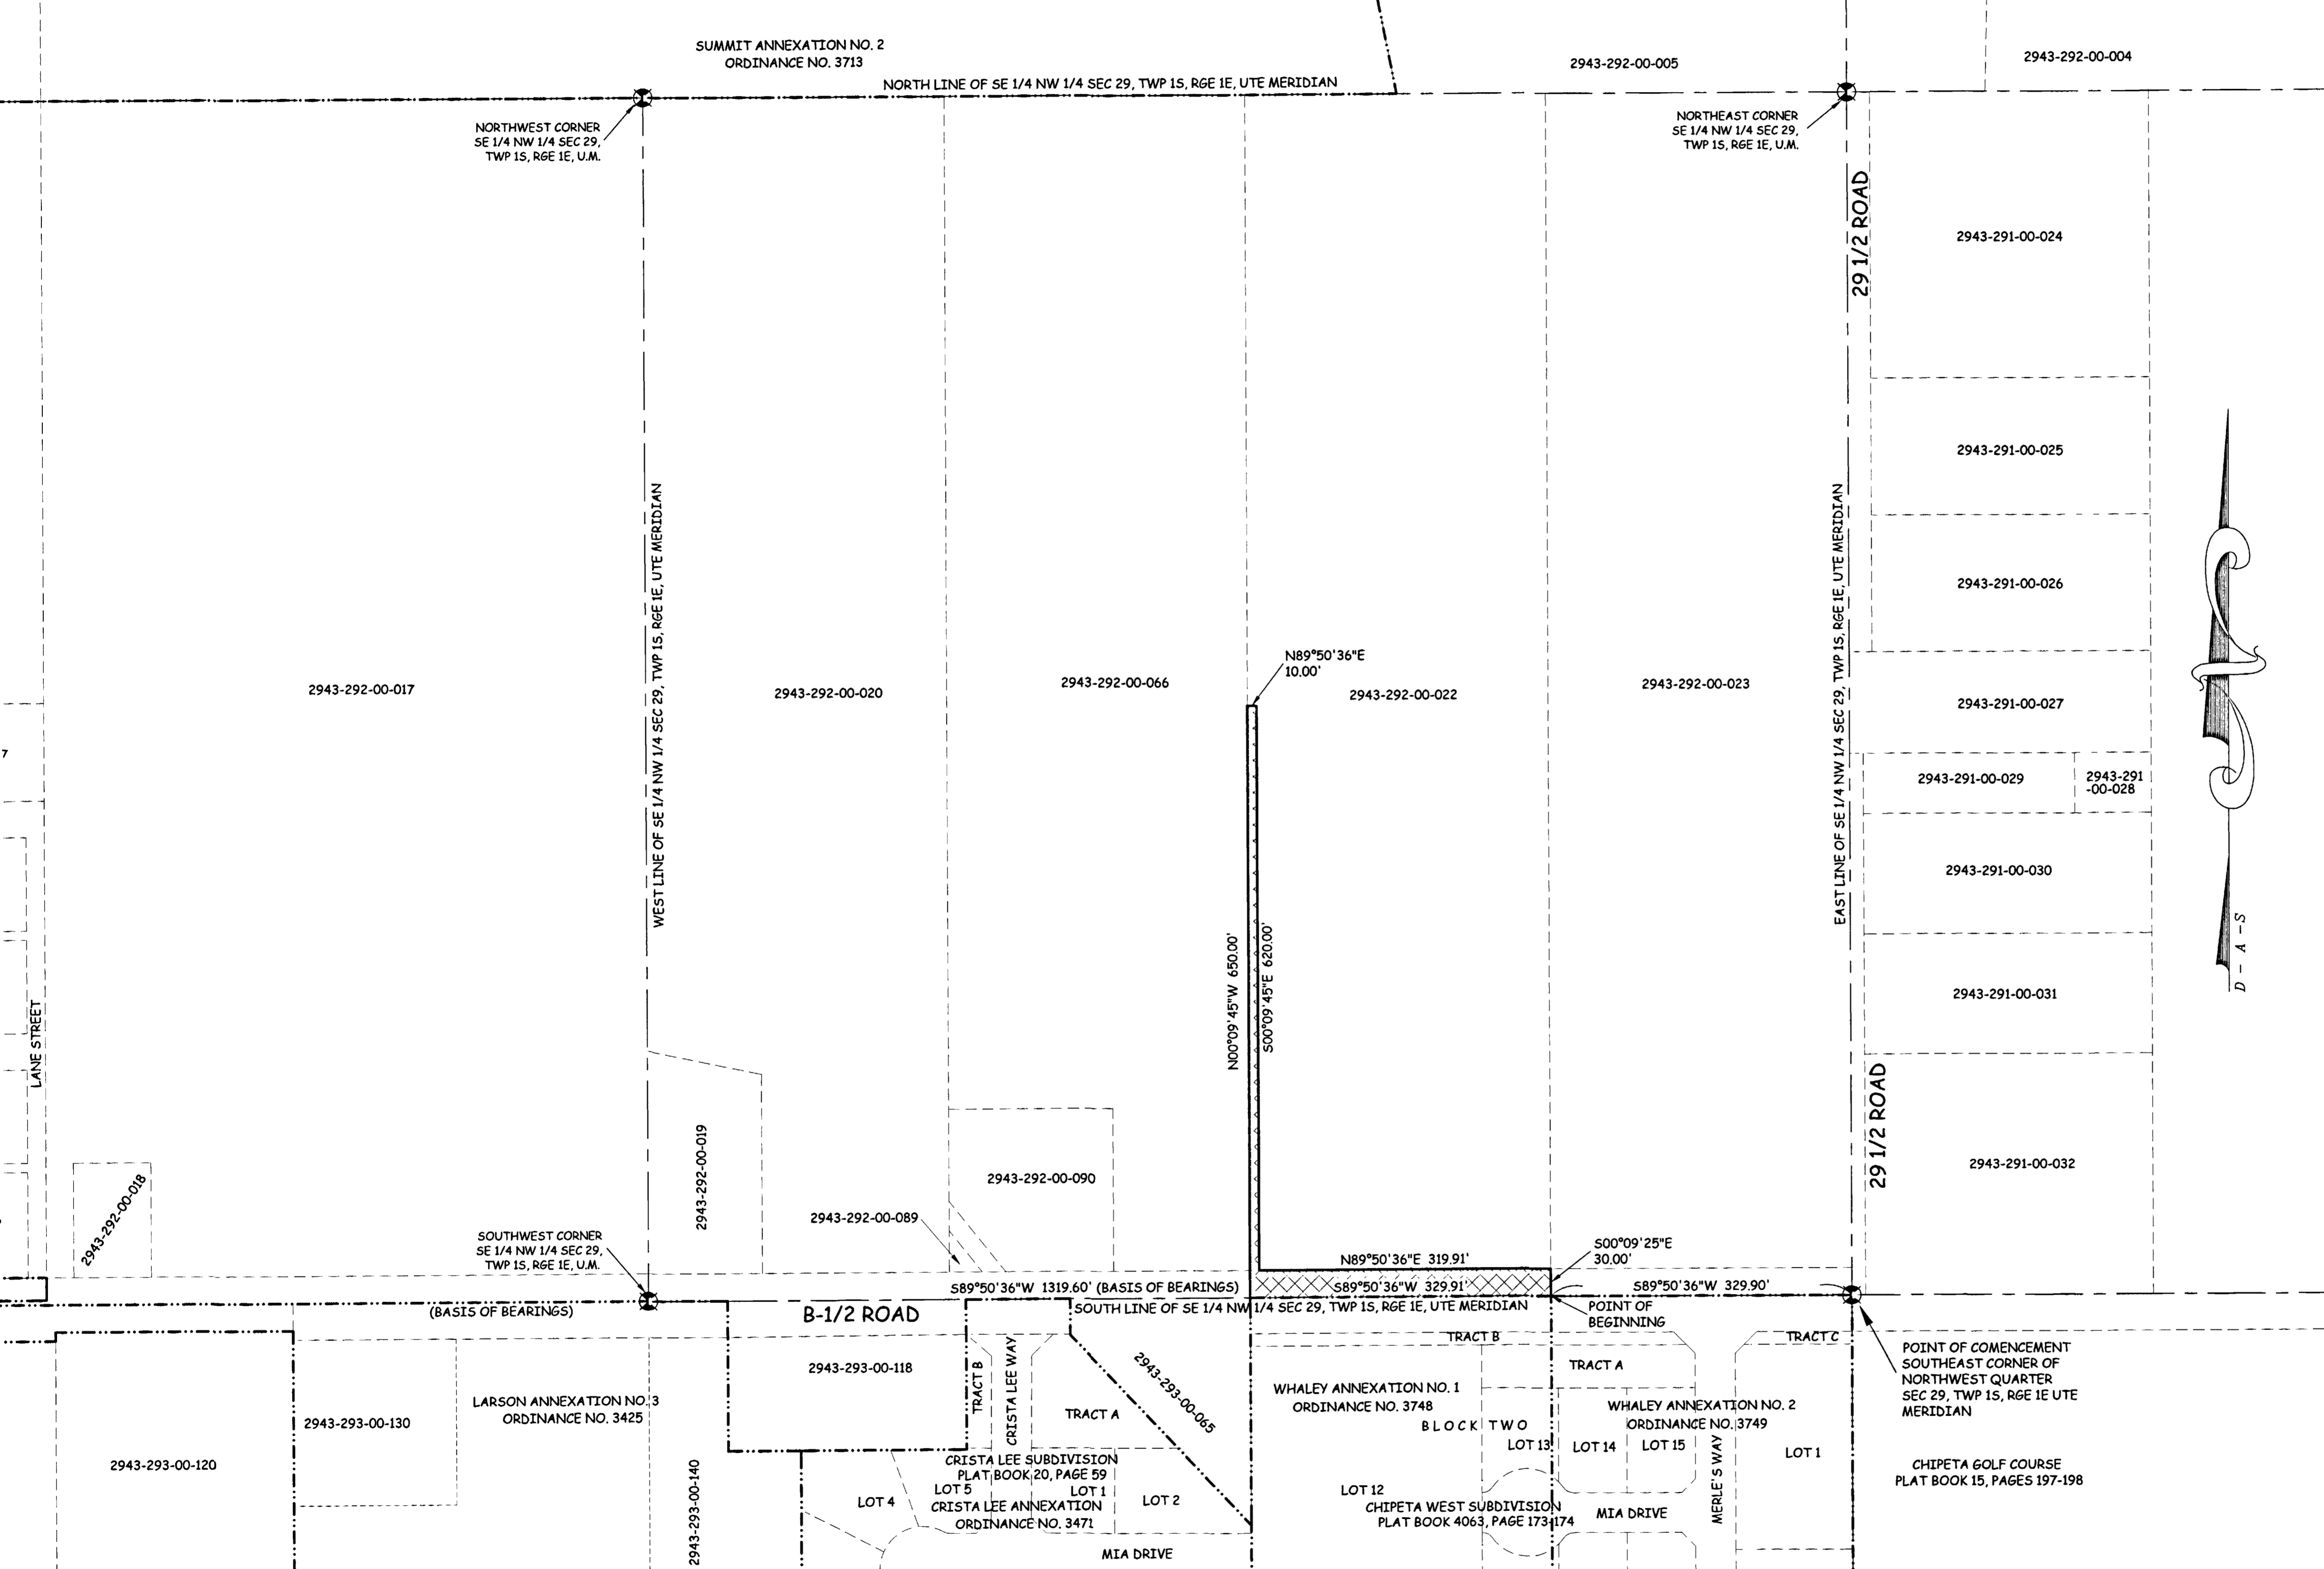 SUMMIT ANNEXATION NO. 2
ORDINANCE NO. 3713
NORTH LINE OF SE 1/4 NW 1/4 SEC 29, TWP 1S, RGE 1E, UTE MERIDIAN
2943-292-00-005
2943-292-00-004
NORTHWEST CORNER
SE 1/4 NW 1/4 SEC 29,
TWP 1S, RGE 1E, U.M.
NORTHEAST CORNER
SE 1/4 NW 1/4 SEC 29,
TWP 1S, RGE 1E, U.M.
29 1/2 ROAD
2943-291-00-024
2943-291-00-025
2943-291-00-026
WEST LINE OF SE 1/4 NW 1/4 SEC 29, TWP 1S, RGE 1E, UTE MERIDIAN
EAST LINE OF SE 1/4 NW 1/4 SEC 29, TWP 1S, RGE 1E, UTE MERIDIAN
N89°50'36"E
10.00'
2943-292-00-017
2943-292-00-020
2943-292-00-066
2943-292-00-022
2943-292-00-023
2943-291-00-027
7
2943-291-00-029
2943-291
-00-028
2943-291-00-030
D - A - S
N00°09'45"W 650.00'
S00°09'45"E 620.00'
2943-291-00-031
LANE STREET
29 1/2 ROAD
2943-292-00-018
2943-292-00-019
2943-292-00-090
2943-291-00-032
2943-292-00-089
SOUTHWEST CORNER
SE 1/4 NW 1/4 SEC 29,
TWP 1S, RGE 1E, U.M.
S00°09'25"E
30.00'
N89°50'36"E 319.91'
S89°50'36"W 1319.60' (BASIS OF BEARINGS)
S89°50'36"W 329.91'
S89°50'36"W 329.90'
(BASIS OF BEARINGS)
B-1/2 ROAD
SOUTH LINE OF SE 1/4 NW 1/4 SEC 29, TWP 1S, RGE 1E, UTE MERIDIAN
POINT OF
BEGINNING
TRACT B
TRACT C
POINT OF COMENCEMENT
SOUTHEAST CORNER OF
NORTHWEST QUARTER
SEC 29, TWP 1S, RGE 1E UTE
MERIDIAN
2943-293-00-118
TRACT B
CRISTA LEE WAY
2943-293-00-065
TRACT A
TRACT A
WHALEY ANNEXATION NO. 1
ORDINANCE NO. 3748
WHALEY ANNEXATION NO. 2
ORDINANCE NO. 3749
LARSON ANNEXATION NO. 3
ORDINANCE NO. 3425
2943-293-00-130
BLOCK TWO
LOT 13
LOT 14
LOT 15
MERLE'S WAY
LOT 1
2943-293-00-120
2943-293-00-140
CRISTA LEE SUBDIVISION
PLAT BOOK 20, PAGE 59
LOT 5
LOT 1
LOT 4
CRISTA LEE ANNEXATION
ORDINANCE NO. 3471
LOT 2
LOT 12
CHIPETA WEST SUBDIVISION
PLAT BOOK 4063, PAGE 173-174
MIA DRIVE
CHIPETA GOLF COURSE
PLAT BOOK 15, PAGES 197-198
MIA DRIVE